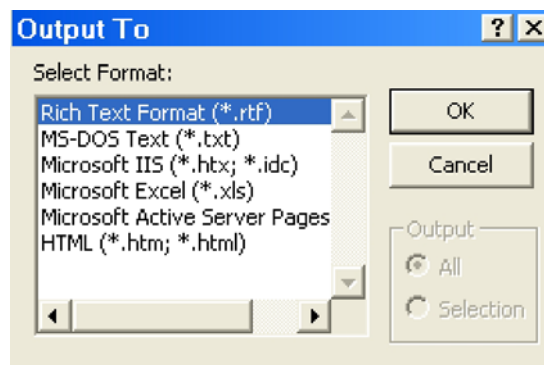 Output To
Select Format:
Rich Text Format (*.rtf)
MS-DOS Text (*.txt)
Microsoft IIS (*.htx; *.idc)
Microsoft Excel (*.xls)
Microsoft Active Server Pages
HTML (*.htm; *.html)
OK
Cancel
Output
All
Selection